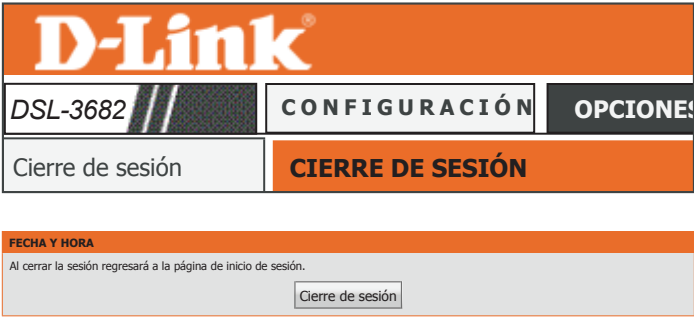 D-Link®
DSL-3682 CONFIGURACIÓN OPCIONES
Cierre de sesión CIERRE DE SESIÓN
FECHA Y HORA
Al cerrar la sesión regresará a la página de inicio de sesión.
Cierre de sesión